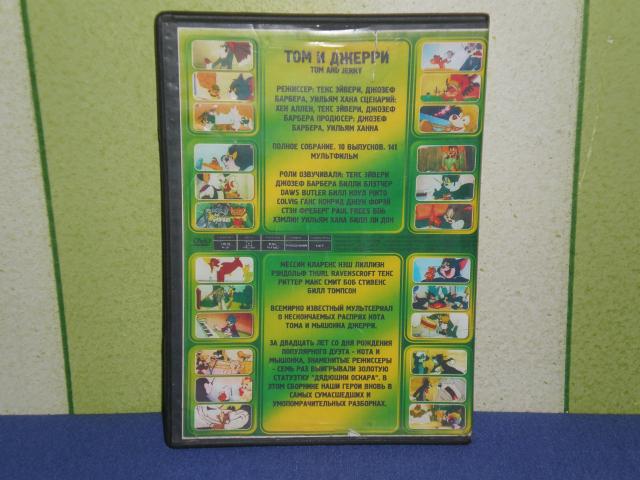 ТОМ И ДЖЕРРИ
TOM AND JERRY
РЕЖИССЕР: ТЕКС ЭЙВЕРИ, ДЖОЗЕФ
БАРБЕРА, УИЛЬЯМ ХАНА СЦЕНАРИЙ:
ХЕН АЛЛЕН, ТЕКС ЭЙВЕРИ, ДЖОЗЕФ
БАРБЕРА ПРОДЮСЕР: ДЖОЗЕФ
БАРБЕРА, УИЛЬЯМ ХАННА
ПОЛНОЕ СОБРАНИЕ. 10 ВЫПУСКОВ. 141
МУЛЬТФИЛЬМ
РОЛИ ОЗВУЧИВАЛИ: ТЕКС ЭЙВЕРИ
ДЖОЗЕФ БАРБЕРА БИЛЛИ БЛЭТЧЕР
DAWS BUTLER БИЛЛ КОУЛ PINTO
COLVIG ГАНС КОНРИД ДЖУН ФОРЭЙ
СТЭН ФРЕБЕРГ PAUL FREES БОБ
ХЭМЛИН УИЛЬЯМ ХАНА БИЛЛ ЛИ ДОН
DVD
МЕССИК КЛАРЕНС НЭШ ЛИЛЛИЭН
РЭНДОЛЬФ THURL RAVENSCROFT ТЕКС
РИТТЕР МАКС СМИТ БОБ СТИВЕНС
БИЛЛ ТОМПСОН
ВСЕМИРНО ИЗВЕСТНЫЙ МУЛЬТСЕРИАЛ
О НЕСКОНЧАЕМЫХ РАСПРЯХ КОТА
ТОМА И МЫШОНКА ДЖЕРРИ.
ЗА ДВАДЦАТЬ ЛЕТ СО ДНЯ РОЖДЕНИЯ
ПОПУЛЯРНОГО ДУЭТА - КОТА И
МЫШОНКА, ЗНАМЕНИТЫЕ РЕЖИССЕРЫ
- СЕМЬ РАЗ ВЫИГРЫВАЛИ ЗОЛОТУЮ
СТАТУЭТКУ "ДЯДЮШКИ ОСКАРА". В
ЭТОМ СБОРНИКЕ НАШИ ГЕРОИ ВНОВЬ В
САМЫХ СУМАСШЕДШИХ И
УМОПОМРАЧИТЕЛЬНЫХ РАЗБОРКАХ.